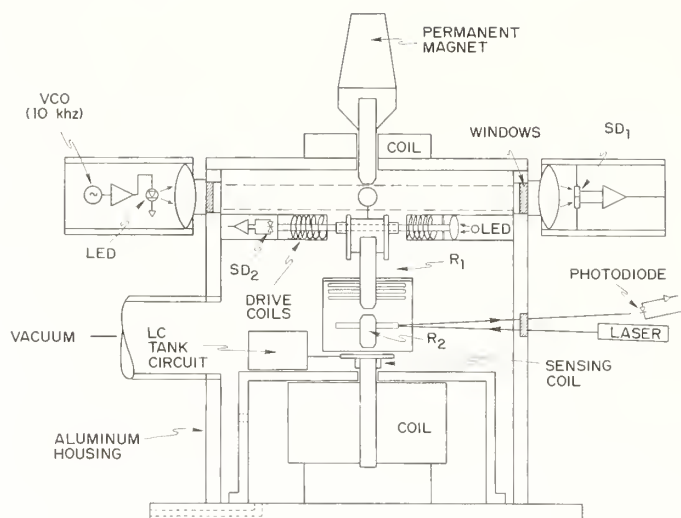 PERMANENT
MAGNET
VCO
(10 khz)
COIL
WINDOWS
SD1
LED
SD2
DRIVE
COILS
LED
R1
PHOTODIODE
LASER
VACUUM
LC
TANK
CIRCUIT
R2
SENSING
COIL
COIL
ALUMINUM
HOUSING